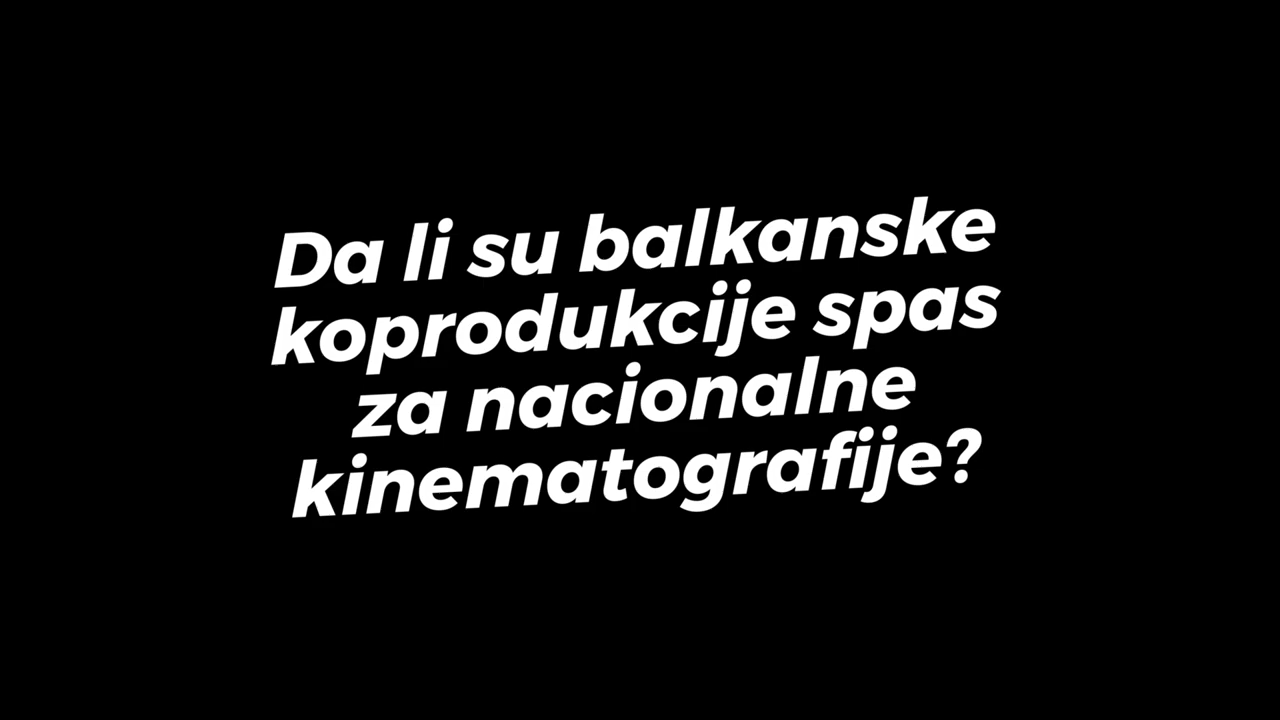 Da li su balkanske
koprodukcije spas
za nacionalne
kinematografije?